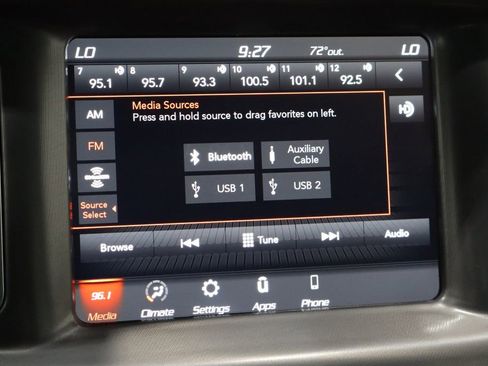 LO 9:27 72°out. LO
7 8 9 10 11 12
95.1 95.7 93.3 100.5 101.1 92.5
Media Sources
Press and hold source to drag favorites on left.
AM
FM
Source
Select
Bluetooth
Auxiliary
Cable
USB 1
USB 2
Browse
Tune
Audio
96.1
Media
Climate
Settings
Apps
Phone